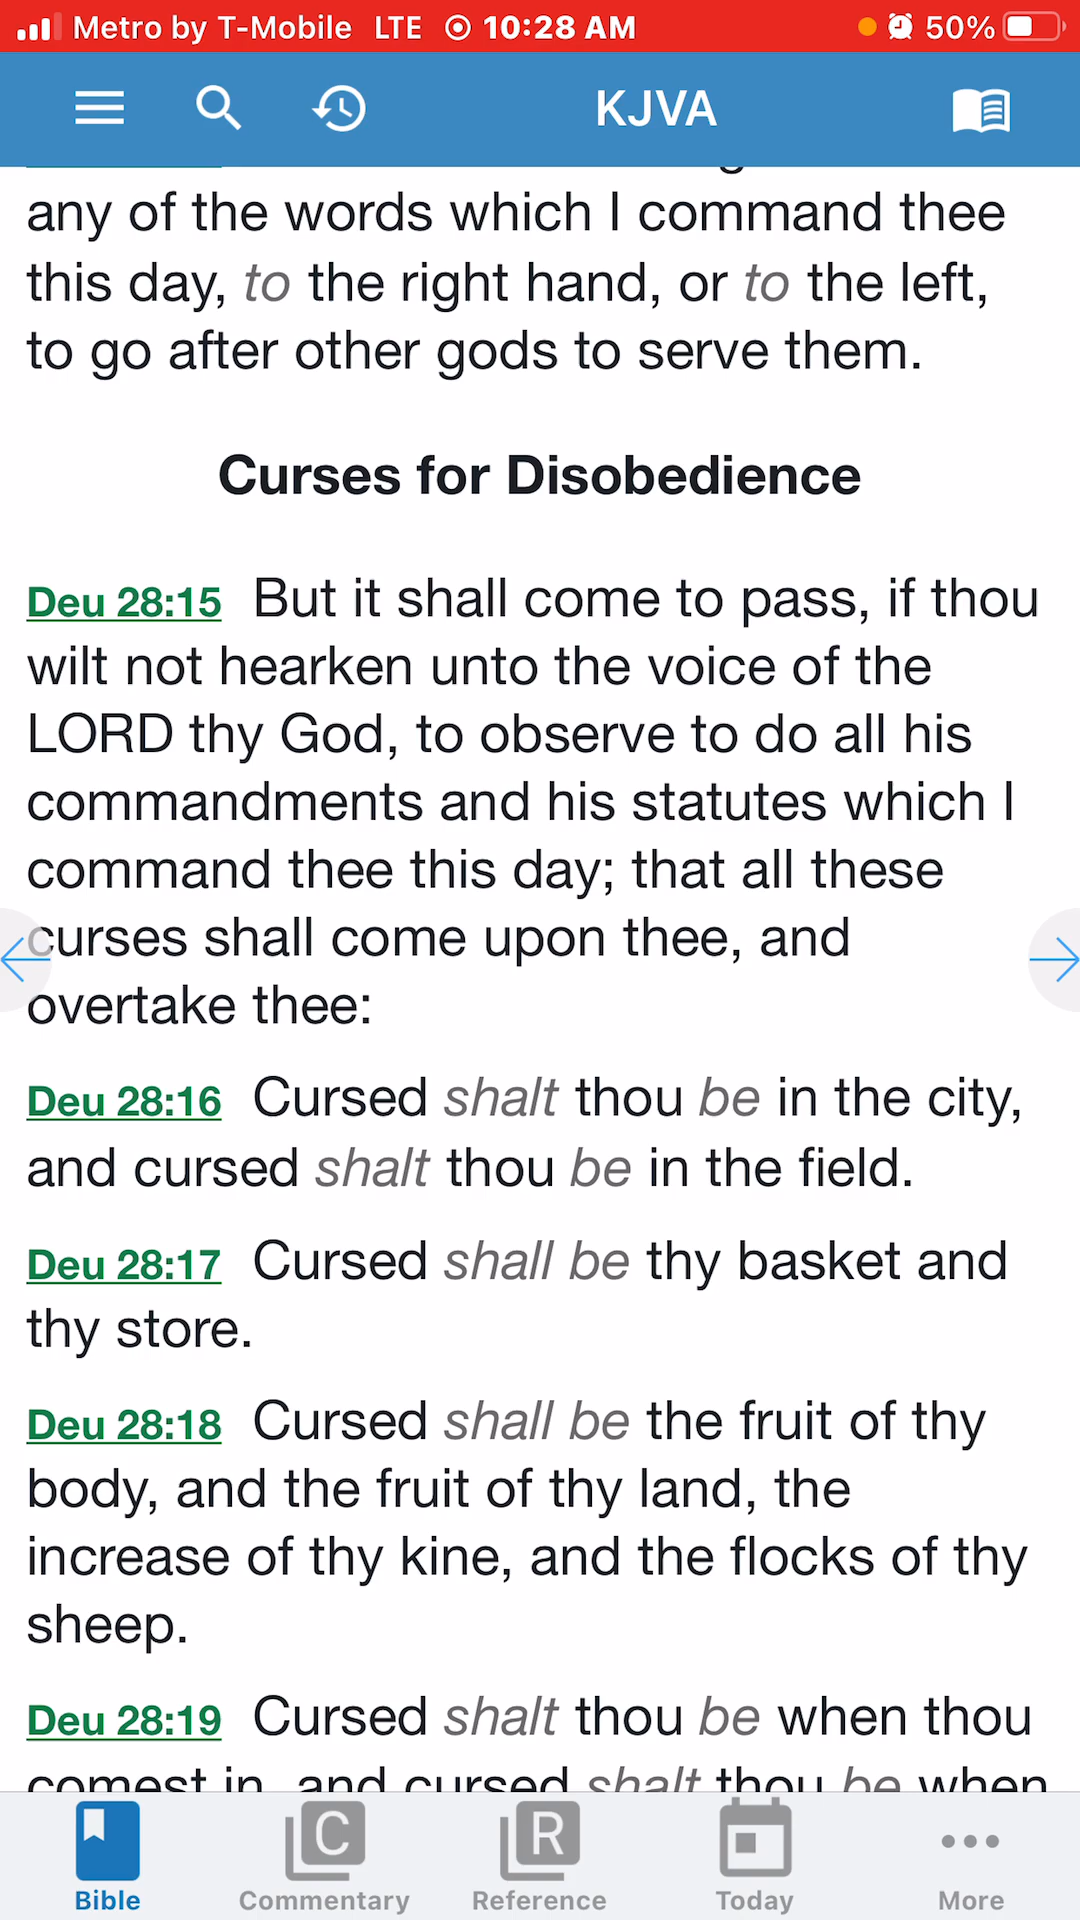 Metro by T-Mobile LTE 10:28 AM 50%
KJVA
any of the words which I command thee
this day, to the right hand, or to the left,
to go after other gods to serve them.
Curses for Disobedience
Deu 28:15 But it shall come to pass, if thou
wilt not hearken unto the voice of the
LORD thy God, to observe to do all his
commandments and his statutes which I
command thee this day; that all these
curses shall come upon thee, and
overtake thee:
Deu 28:16 Cursed shalt thou be in the city,
and cursed shalt thou be in the field.
Deu 28:17 Cursed shall be thy basket and
thy store.
Deu 28:18 Cursed shall be the fruit of thy
body, and the fruit of thy land, the
increase of thy kine, and the flocks of thy
sheep.
Deu 28:19 Cursed shalt thou be when thou
comest in, and cursed shalt thou be when
C
R
Bible Commentary Reference Today More